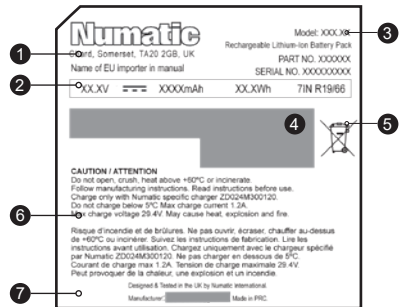 Numatic
Model: XXX.X
Rechargeable Lithium-Ion Battery Pack
Chard, Somerset, TA20 2GB, UK
PART NO. XXXXXX
Name of EU importer in manual
SERIAL NO. XXXXXXXXX
XX.XV XXXXmAh XX.XWh 7IN R19/66
CAUTION / ATTENTION
Do not open, crush, heat above +60ºC or incinerate.
Follow manufacturing instructions. Read instructions before use.
Charge only with Numatic specific charger ZD024M300120.
Do not charge below 5ºC Max charge current 1.2A.
Max charge voltage 29.4V. May cause heat, explosion and fire.
Risque d'incendie et de brûlures. Ne pas ouvrir, écraser, chauffer au-dessus
de +60ºC ou incinérer. Suivez les instructions de fabrication. Lire les
instructions avant utilisation. Chargez uniquement avec le chargeur spécifié
par Numatic ZD024M300120. Ne pas charger en dessous de 5ºC.
Courant de charge max 1.2A. Tension de charge maximale 29.4V.
Peut provoquer de la chaleur, une explosion et un incendie.
Designed & Tested in the UK by Numatic International.
Manufacturer: Made in PRC.
1
2
3
4
5
6
7